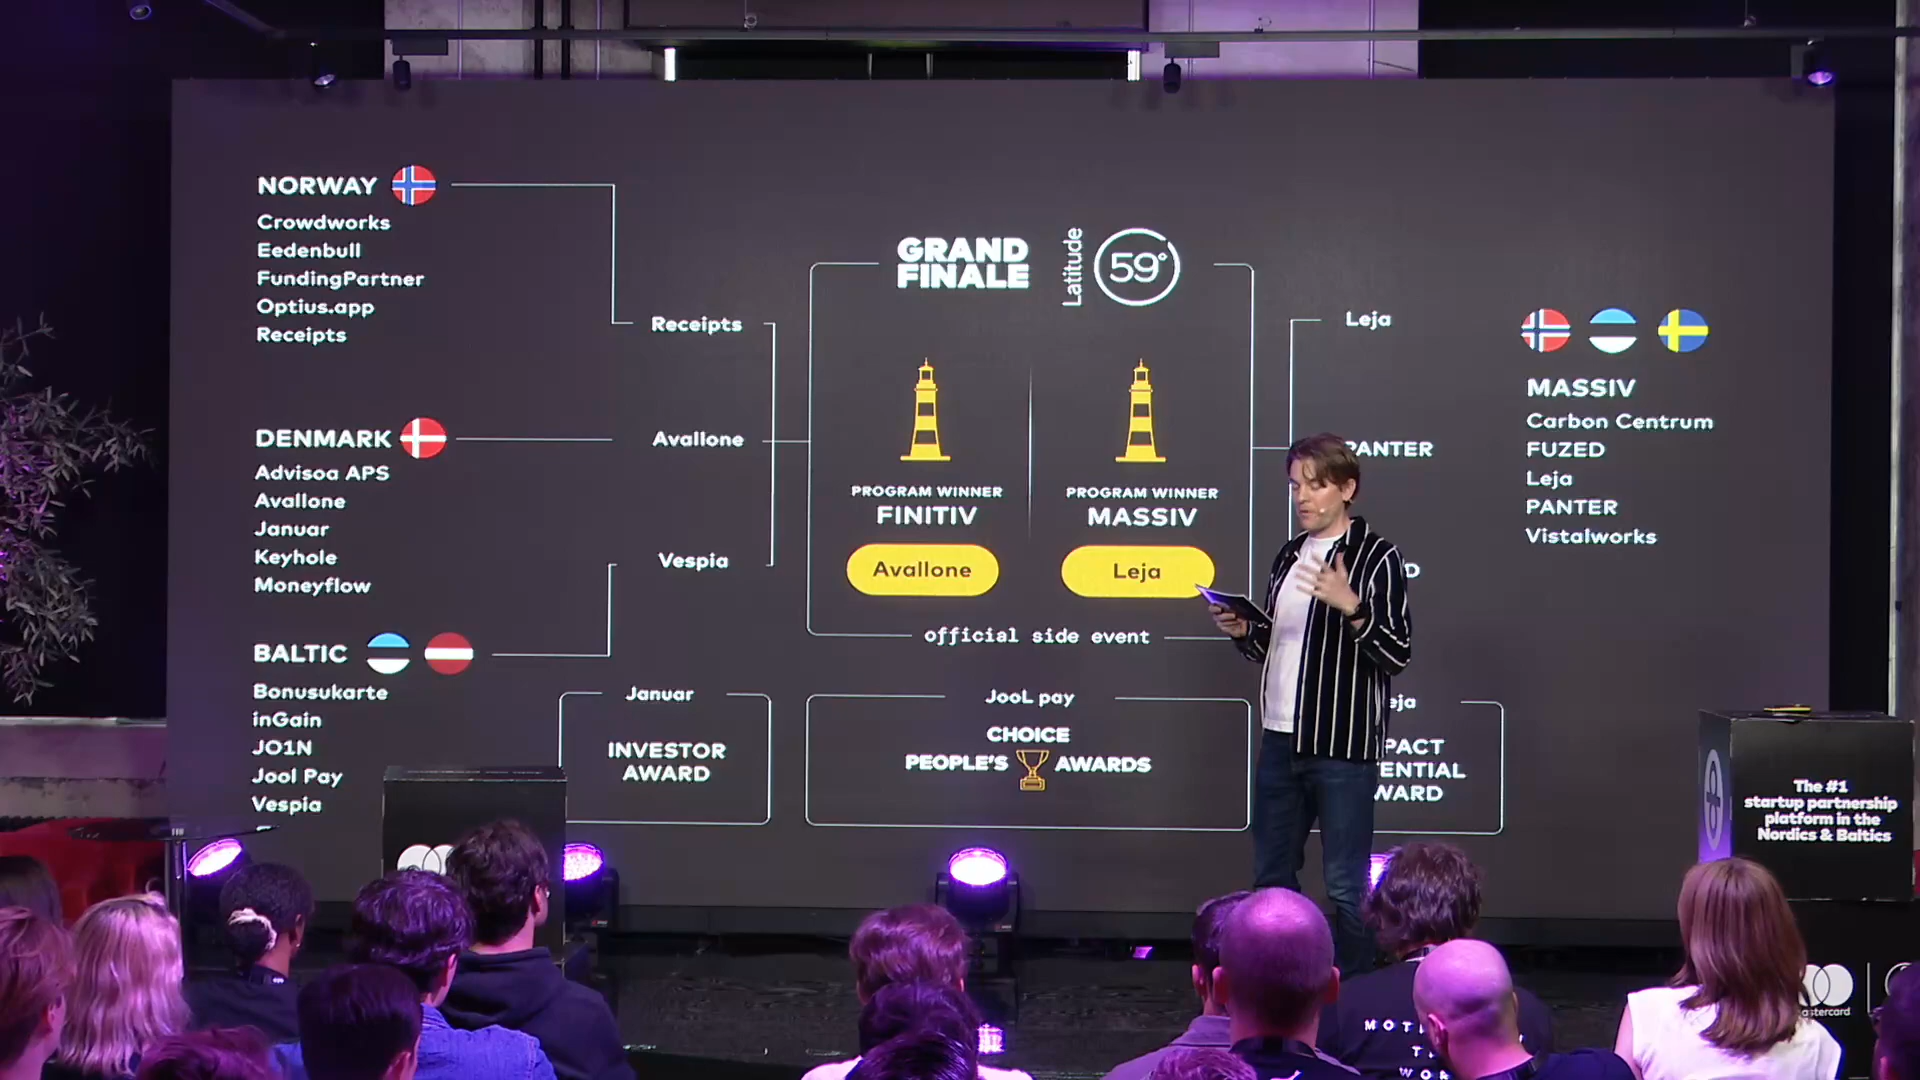 NORWAY
Crowdworks
Eedenbull
FundingPartner
Optius.app
Receipts
DENMARK
Advisoa APS
Avallone
Januar
Keyhole
Moneyflow
BALTIC
Bonusukarte
inGain
JO1N
Jool Pay
Vespia
Receipts
Avallone
Vespia
GRAND
FINALE
Latitude
59°
PROGRAM WINNER
FINITIV
Avallone
PROGRAM WINNER
MASSIV
Leja
official side event
Leja
PANTER
MASSIV
Carbon Centrum
FUZED
Leja
PANTER
Vistalworks
Januar
INVESTOR
AWARD
JooL pay
CHOICE
PEOPLE'S AWARDS
The #1
startup partnership
platform in the
Nordics & Baltics